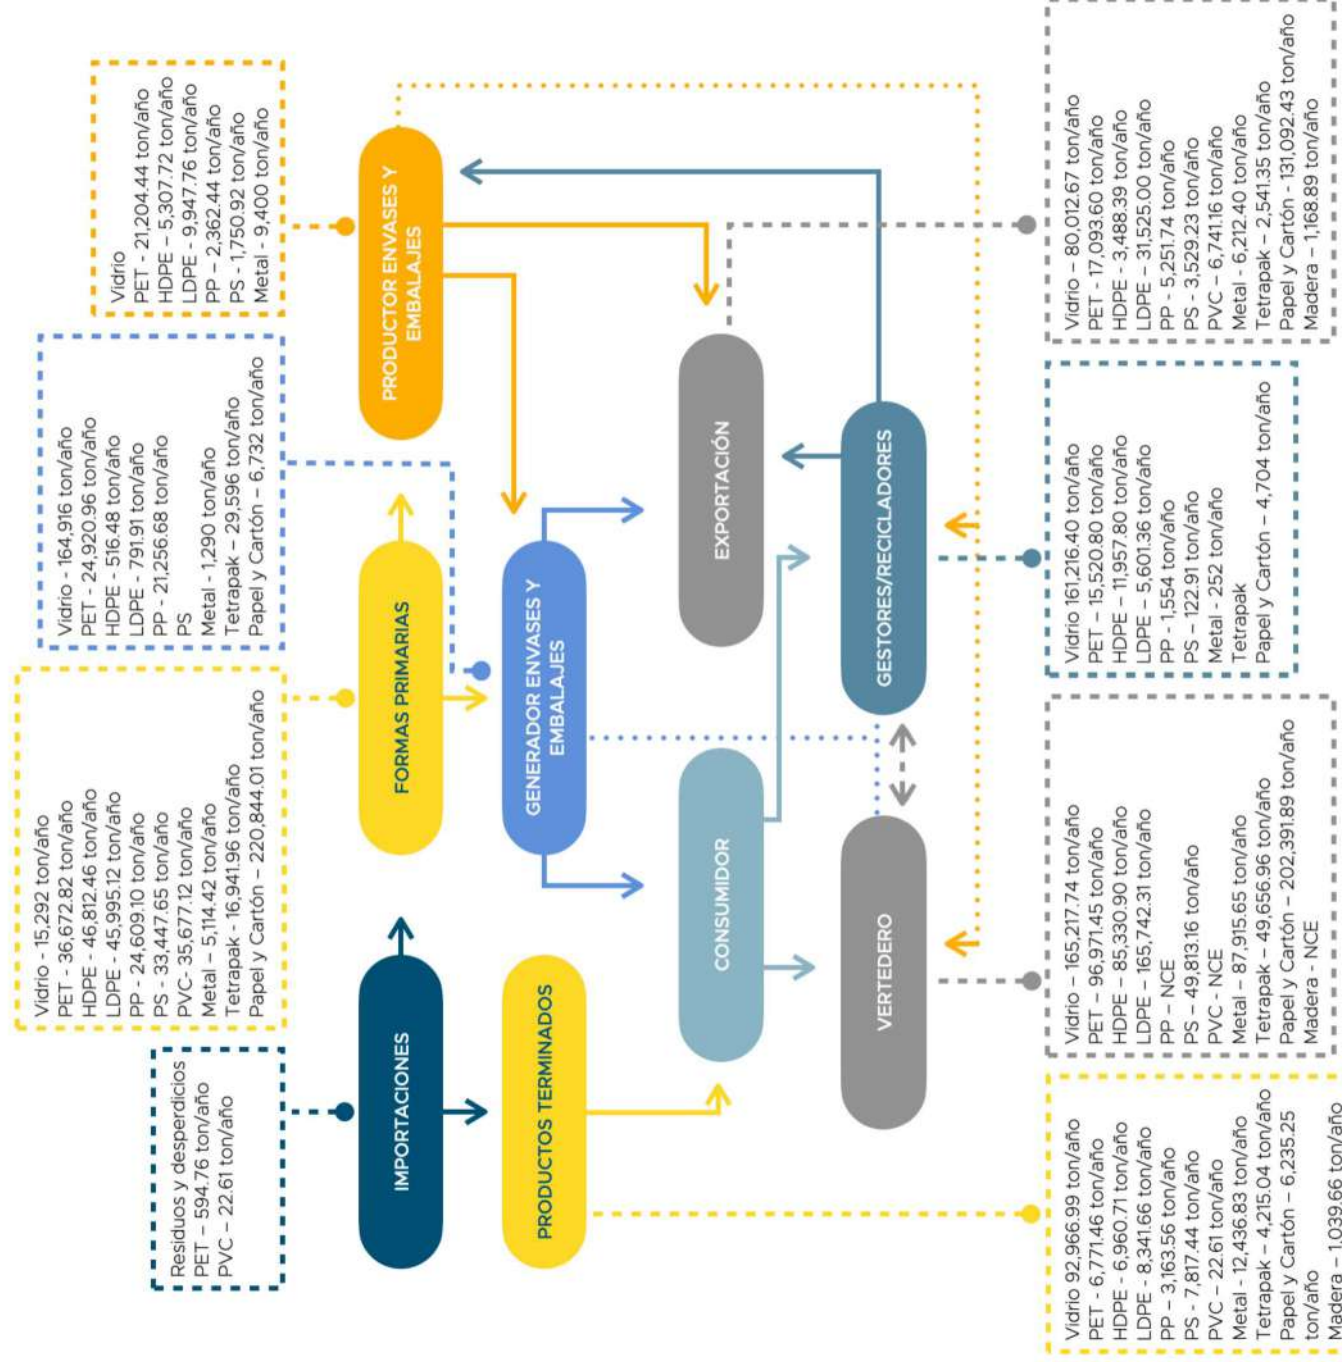 Residuos y desperdicios
PET – 594.76 ton/año
PVC – 22.61 ton/año
Vidrio - 15,292 ton/año
PET - 36,672.82 ton/año
HDPE - 46,812.46 ton/año
LDPE - 45,995.12 ton/año
PP - 24,609.10 ton/año
PS - 33,447.65 ton/año
PVC- 35,677.12 ton/año
Metal – 5,114.42 ton/año
Tetrapak - 16,941.96 ton/año
Papel y Cartón – 220,844.01 ton/año
Vidrio - 164,916 ton/año
PET - 24,920.96 ton/año
HDPE - 516.48 ton/año
LDPE - 791.91 ton/año
PP - 21,256.68 ton/año
PS
Metal - 1,290 ton/año
Tetrapak – 29,596 ton/año
Papel y Cartón – 6,732 ton/año
Vidrio
PET - 21,204.44 ton/año
HDPE – 5,307.72 ton/año
LDPE - 9,947.76 ton/año
PP – 2,362.44 ton/año
PS - 1,750.92 ton/año
Metal - 9,400 ton/año
IMPORTACIONES
FORMAS PRIMARIAS
PRODUCTOR ENVASES Y
EMBALAJES
PRODUCTOS TERMINADOS
GENERADOR ENVASES Y
EMBALAJES
CONSUMIDOR
EXPORTACIÓN
VERTEDERO
GESTORES/RECICLADORES
Vidrio 92,966.99 ton/año
PET - 6,771.46 ton/año
HDPE - 6,960.71 ton/año
LDPE - 8,341.66 ton/año
PP – 3,163.56 ton/año
PS - 7,817.44 ton/año
PVC – 22.61 ton/año
Metal - 12,436.83 ton/año
Tetrapak – 4,215.04 ton/año
Papel y Cartón – 6,235.25
ton/año
Madera – 1,039.66 ton/año
Vidrio – 165,217.74 ton/año
PET – 96,971.45 ton/año
HDPE – 85,330.90 ton/año
LDPE – 165,742.31 ton/año
PP – NCE
PS – 49,813.16 ton/año
PVC - NCE
Metal – 87,915.65 ton/año
Tetrapak – 49,656.96 ton/año
Papel y Cartón – 202,391.89 ton/año
Madera - NCE
Vidrio 161,216.40 ton/año
PET – 15,520.80 ton/año
HDPE – 11,957.80 ton/año
LDPE – 5,601.36 ton/año
PP - 1,554 ton/año
PS – 122.91 ton/año
Metal - 252 ton/año
Tetrapak
Papel y Cartón – 4,704 ton/año
Vidrio – 80,012.67 ton/año
PET - 17,093.60 ton/año
HDPE - 3,488.39 ton/año
LDPE - 31,525.00 ton/año
PP - 5,251.74 ton/año
PS - 3,529.23 ton/año
PVC – 6,741.16 ton/año
Metal - 6,212.40 ton/año
Tetrapak – 2,541.35 ton/año
Papel y Cartón - 131,092.43 ton/año
Madera – 1,168.89 ton/año